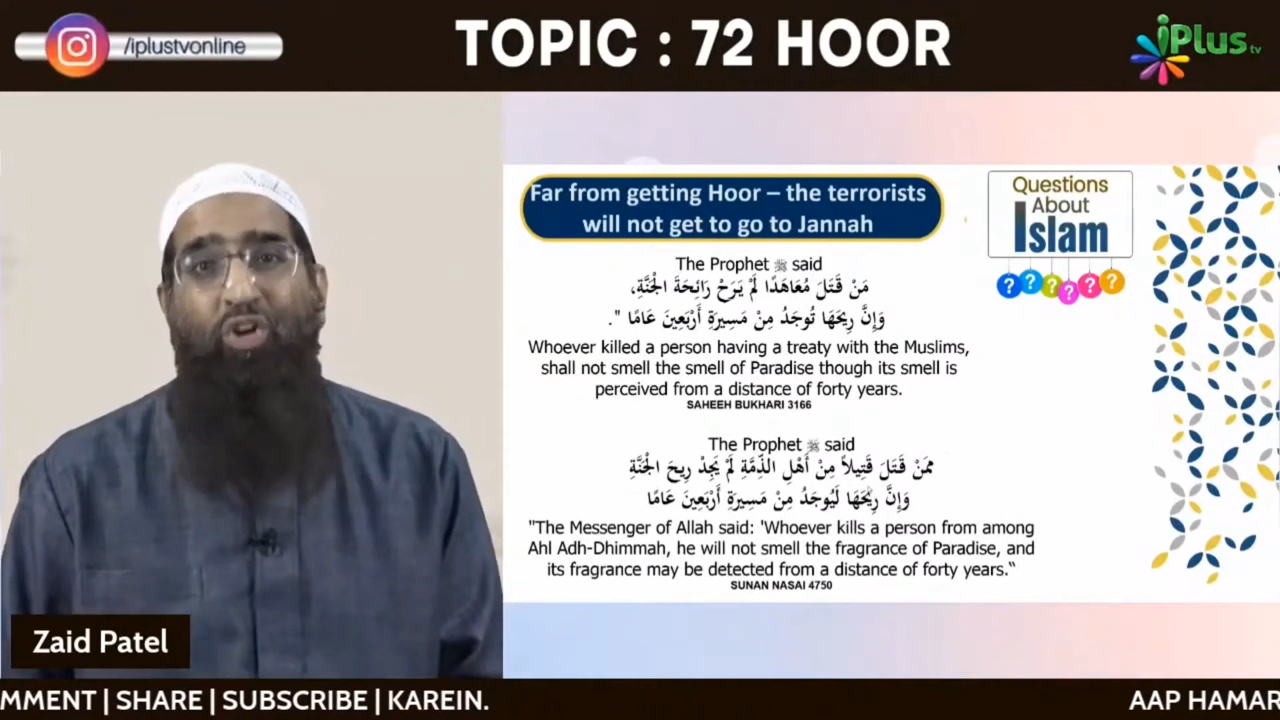 /iplustvonline
TOPIC : 72 HOOR
iPlus tv
Far from getting Hoor – the terrorists
will not get to go to Jannah
Questions
About
Islam
? ? ? ? ? ?
The Prophet ﷺ said
مَنْ قَتَلَ مُعَاهَدًا لَمْ يَرَحْ رَائِحَةَ الْجَنَّةِ،
وَإِنَّ رِيحَهَا تُوجَدُ مِنْ مَسِيرَةِ أَرْبَعِينَ عَامًا ".
Whoever killed a person having a treaty with the Muslims,
shall not smell the smell of Paradise though its smell is
perceived from a distance of forty years.
SAHEEH BUKHARI 3166
The Prophet ﷺ said
ممَنْ قَتَلَ قَتِيلاً مِنْ أَهْلِ الذِّمَّةِ لَمْ يَجِدْ رِيحَ الْجَنَّةِ
وَإِنَّ رِيحَهَا لَيُوجَدُ مِنْ مَسِيرَةِ أَرْبَعِينَ عَامًا
"The Messenger of Allah said: 'Whoever kills a person from among
Ahl Adh-Dhimmah, he will not smell the fragrance of Paradise, and
its fragrance may be detected from a distance of forty years.“
SUNAN NASAI 4750
Zaid Patel
MMENT | SHARE | SUBSCRIBE | KAREIN. AAP HAMAR